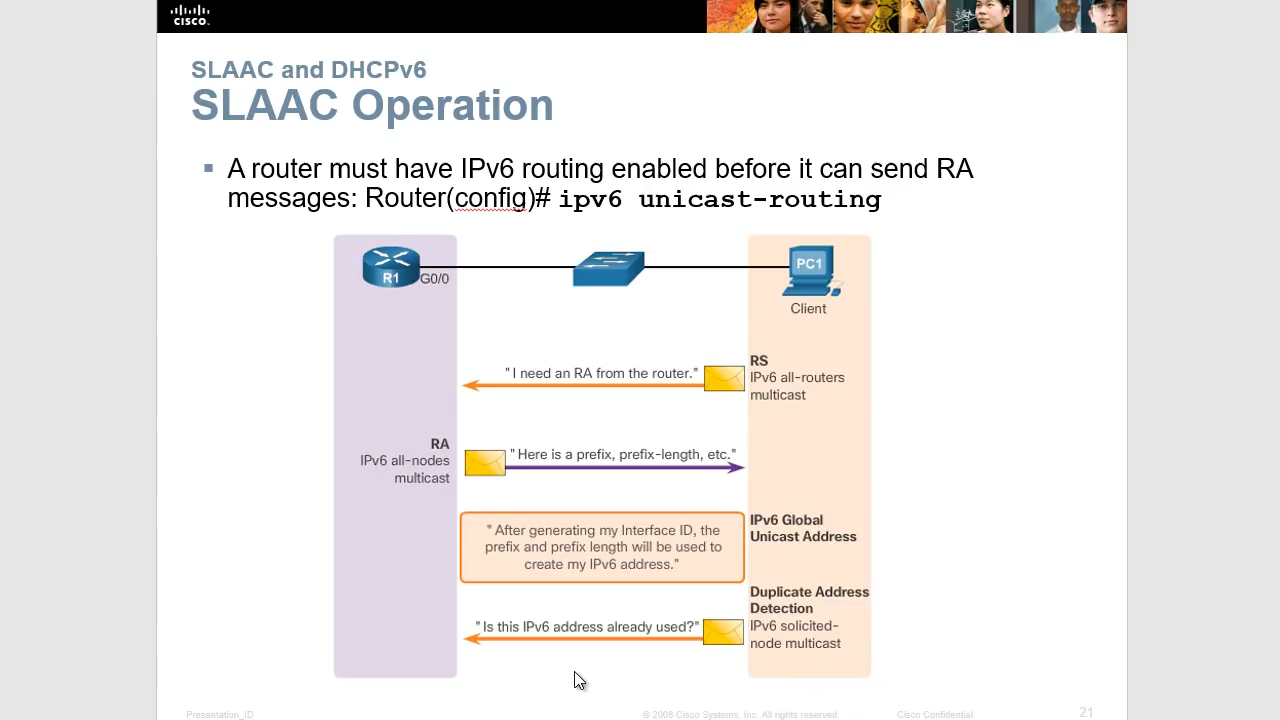 CISCO.
SLAAC and DHCPv6
SLAAC Operation
A router must have IPv6 routing enabled before it can send RA
messages: Router(config)# ipv6 unicast-routing
R1
G0/0
PC1
Client
"I need an RA from the router."
RS
IPv6 all-routers
multicast
RA
IPv6 all-nodes
multicast
"Here is a prefix, prefix-length, etc."
"After generating my Interface ID, the
prefix and prefix length will be used to
create my IPv6 address."
IPv6 Global
Unicast Address
Duplicate Address
Detection
IPv6 solicited-
node multicast
"Is this IPv6 address already used?"
Presentation_ID
© 2008 Cisco Systems, Inc. All rights reserved.
Cisco Confidential
21